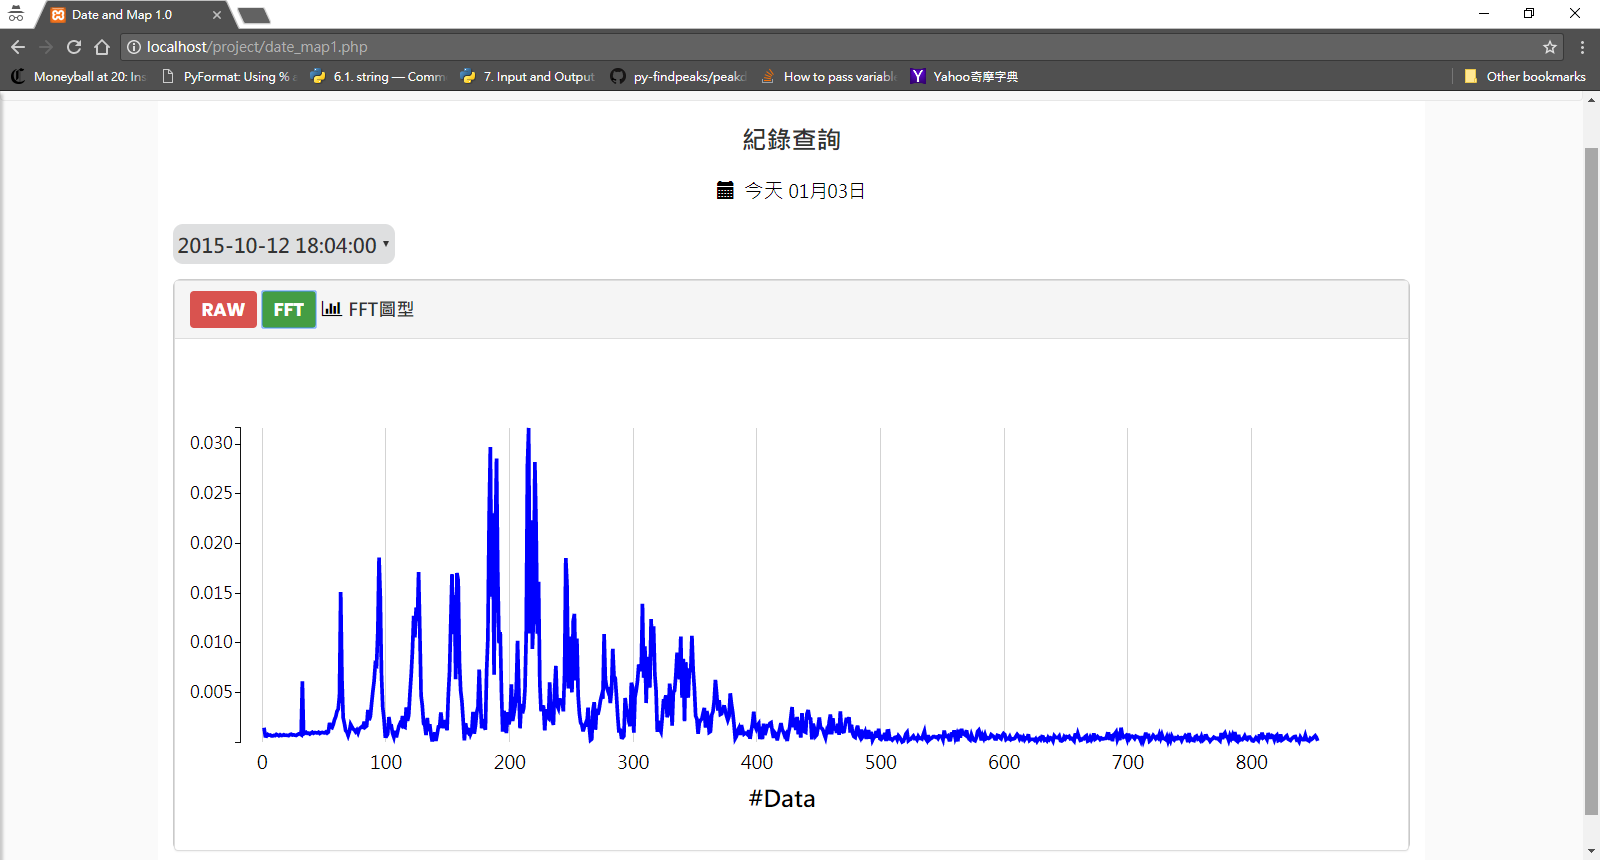 Date and Map 1.0
localhost/project/date_map1.php
Moneyball at 20: Ins
PyFormat: Using %
6.1. string — Comm
7. Input and Output
py-findpeaks/peakd
How to pass variabl
Yahoo奇摩字典
Other bookmarks
紀錄查詢
今天 01月03日
2015-10-12 18:04:00
RAW FFT FFT圖型
0.030
0.025
0.020
0.015
0.010
0.005
0 100 200 300 400 500 600 700 800
#Data